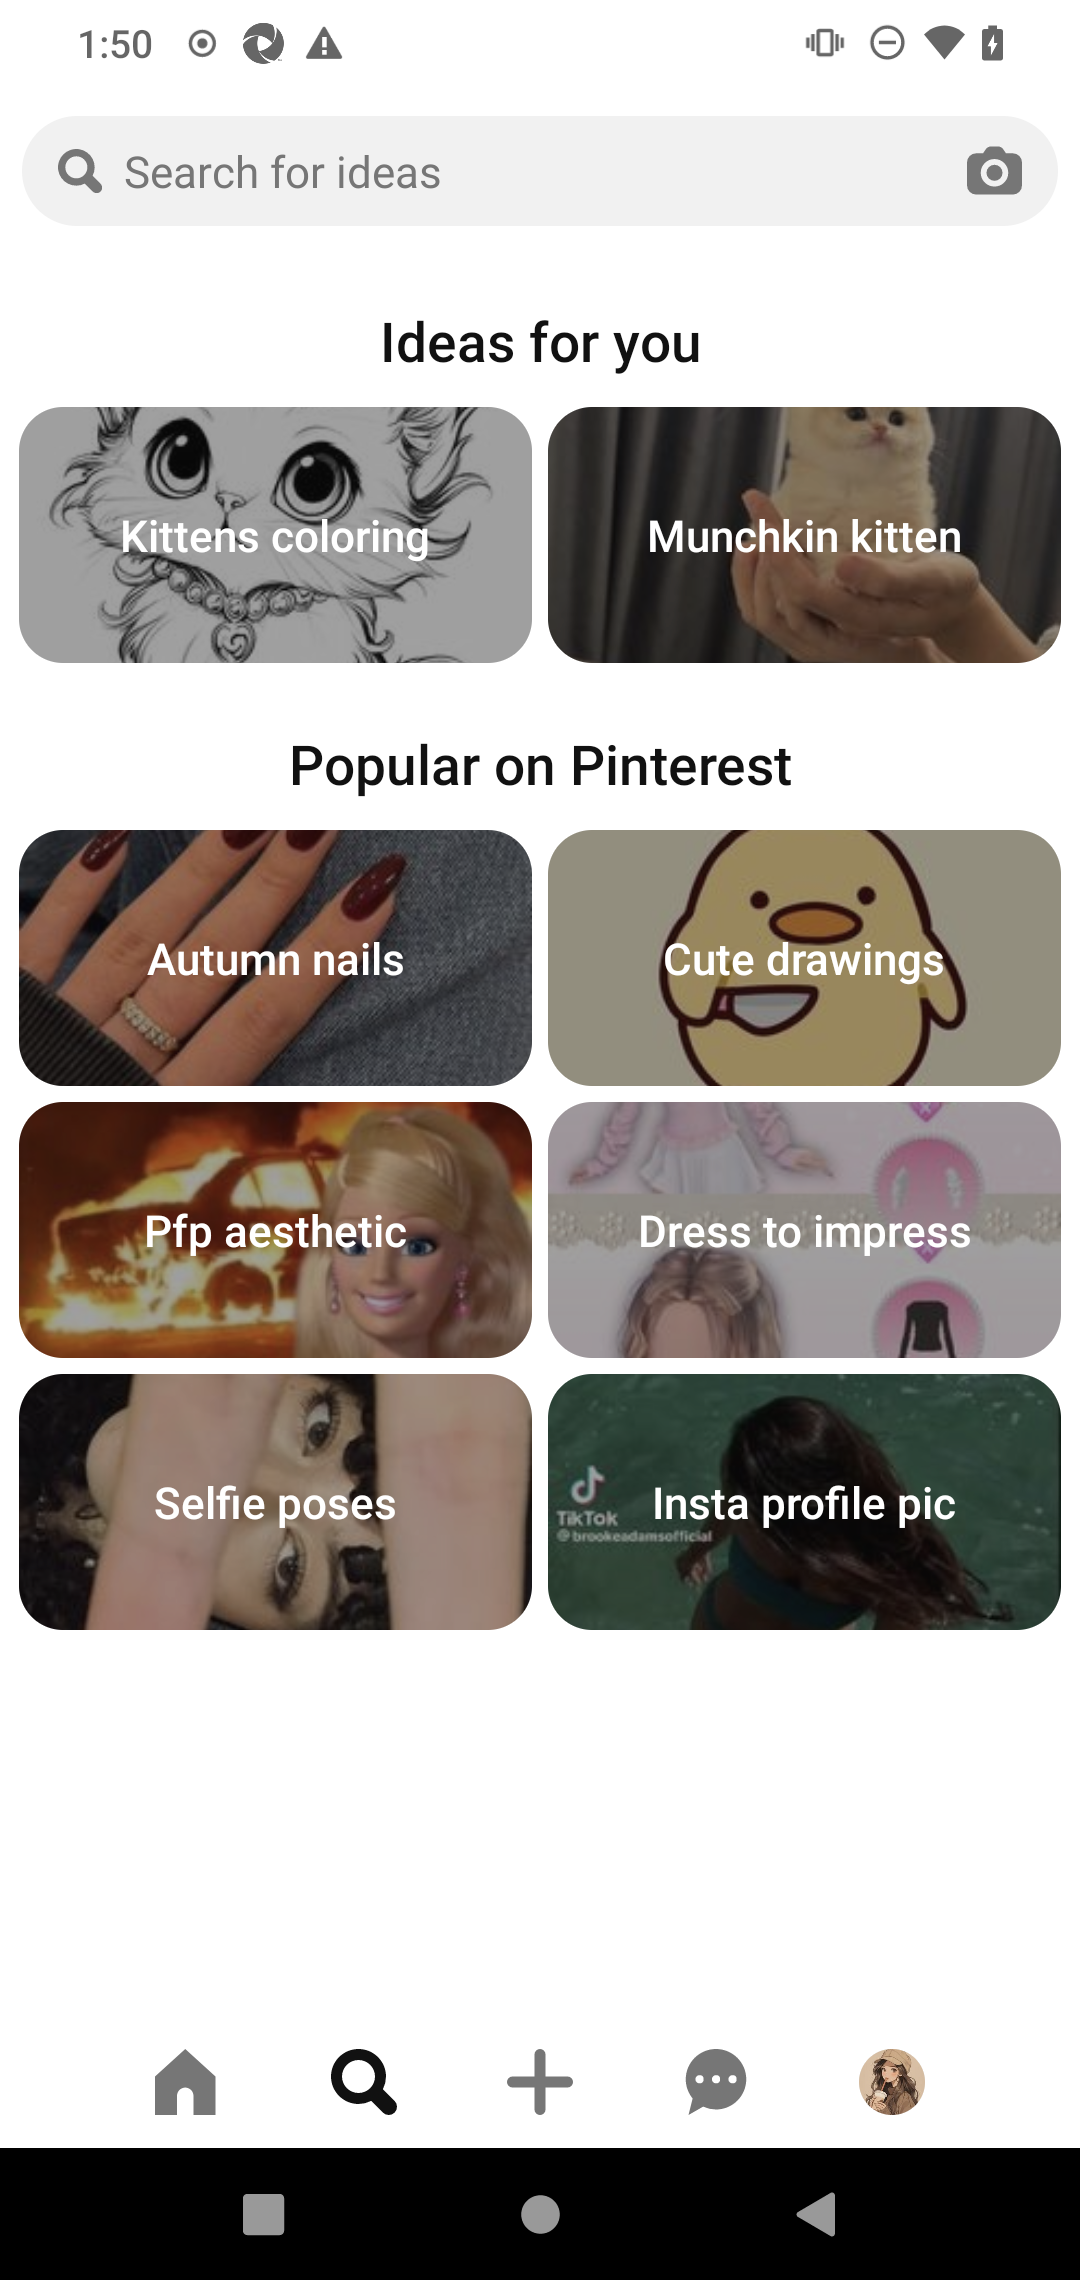 1:50
Search for ideas
Ideas for you
Kittens coloring
Munchkin kitten
Popular on Pinterest
Autumn nails
Cute drawings
Pfp aesthetic
Dress to impress
Selfie poses
Insta profile pic
TikTok
@brookeadamsofficial